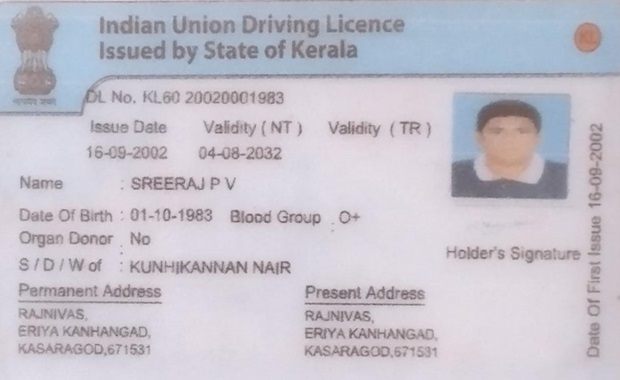 Indian Union Driving Licence
Issued by State of Kerala
KL
DL No. KL60 20020001983
Issue Date Validity ( NT ) Validity ( TR )
16-09-2002 04-08-2032
Name : SREERAJ P V
Date Of Birth : 01-10-1983 Blood Group : O+
Organ Donor : No
S / D / W of : KUNHIKANNAN NAIR
Holder's Signature
Permanent Address Present Address
RAJNIVAS, RAJNIVAS,
ERIYA KANHANGAD, ERIYA KANHANGAD,
KASARAGOD,671531 KASARAGOD,671531
Date Of First Issue 16-09-2002